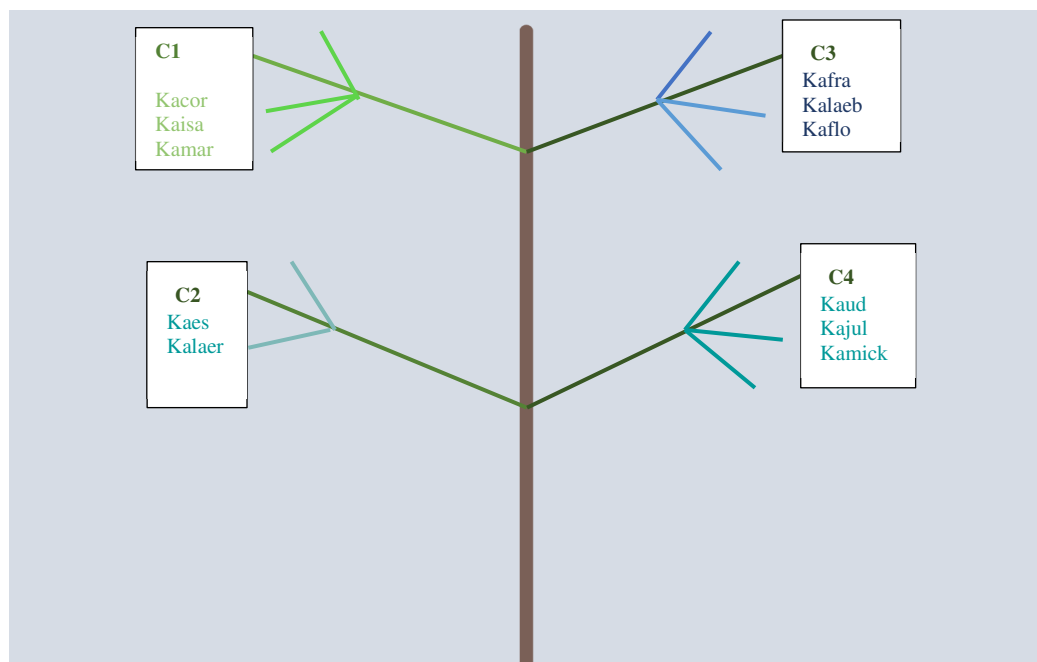 C1
Kacor
Kaisa
Kamar
C2
Kaes
Kalaer
C3
Kafra
Kalaeb
Kaflo
C4
Kaud
Kajul
Kamick